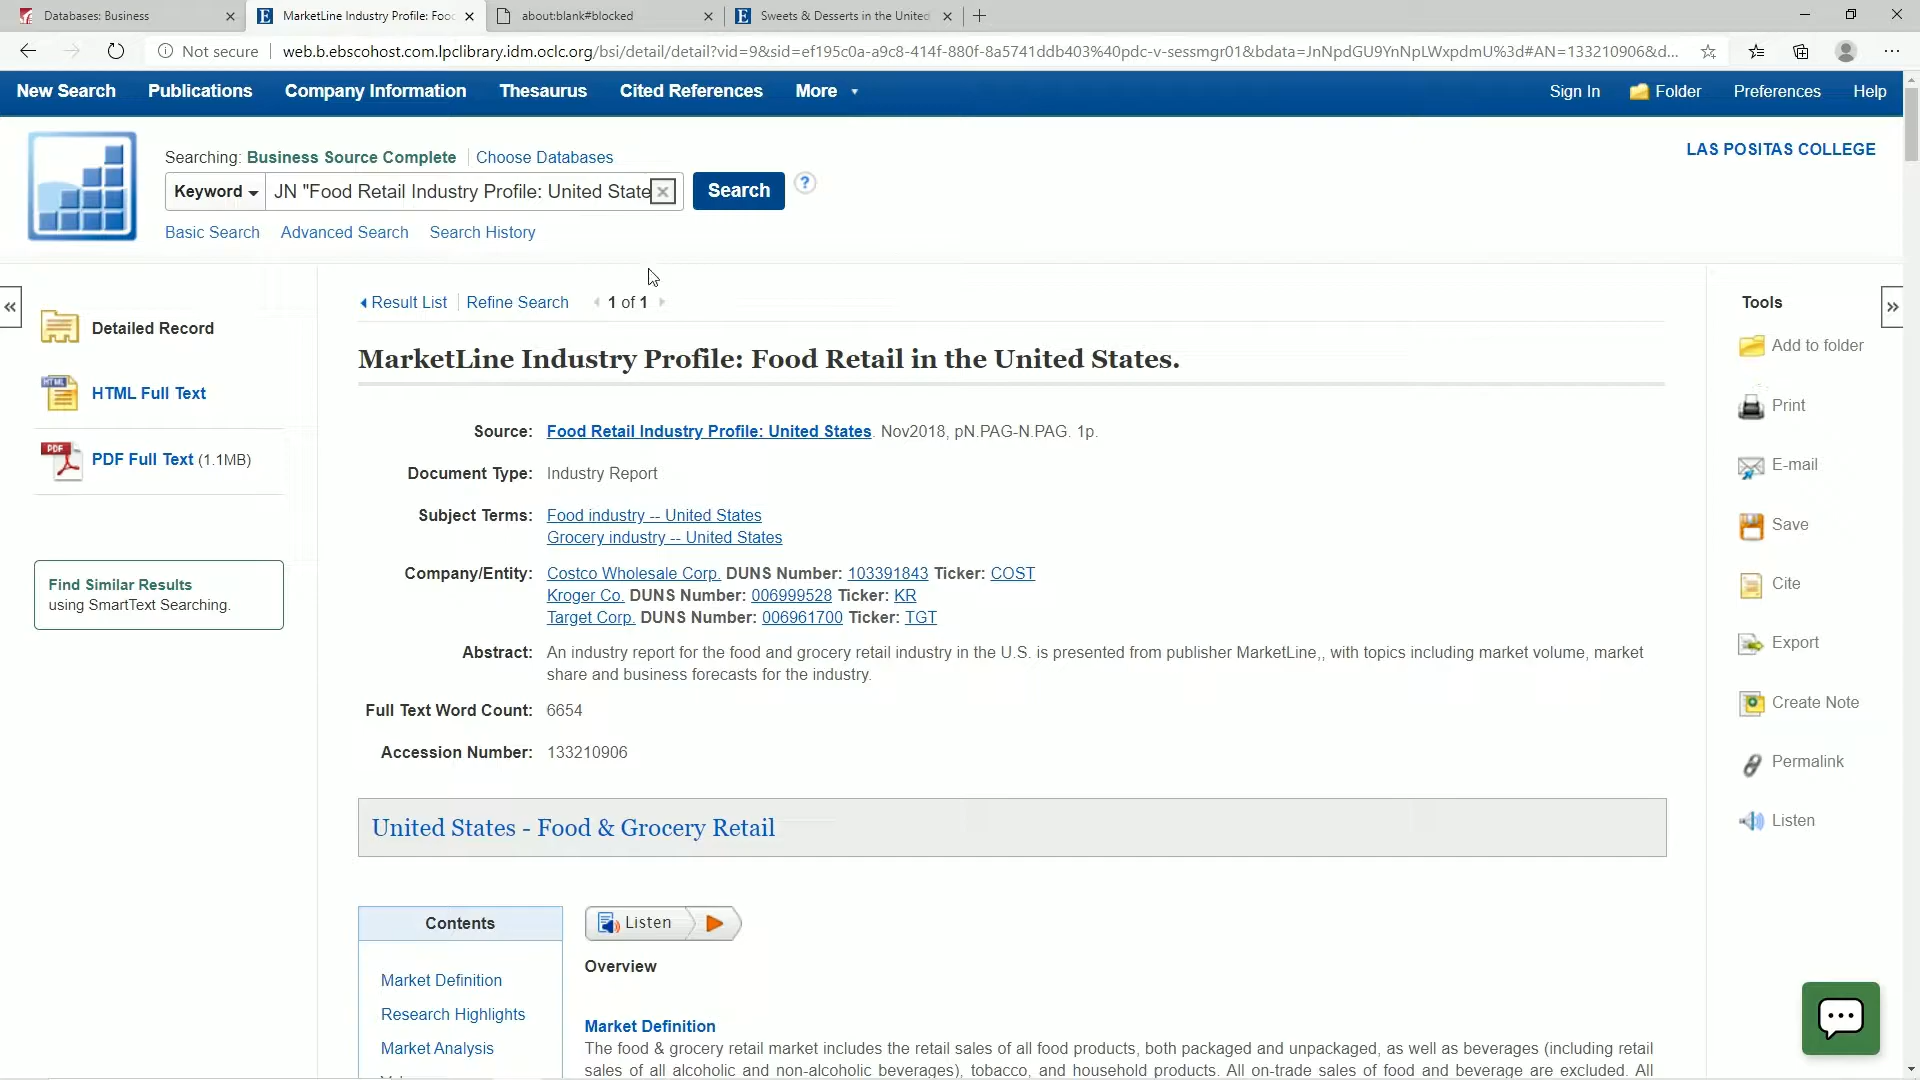 Databases: Business
MarketLine Industry Profile: Food
about:blank#blocked
Sweets & Desserts in the United
Not secure
web.b.ebscohost.com.lpclibrary.idm.oclc.org/bsi/detail/detail?vid=9&sid=ef195c0a-a9c8-414f-880f-8a5741ddb403%40pdc-v-sessmgr01&bdata=JnNpdGU9YnNpLWxpdmU%3d#AN=133210906&d...
New Search
Publications
Company Information
Thesaurus
Cited References
More
Sign In
Folder
Preferences
Help
Searching: Business Source Complete
Choose Databases
LAS POSITAS COLLEGE
Keyword
JN "Food Retail Industry Profile: United State
Search
?
Basic Search
Advanced Search
Search History
«
Detailed Record
HTML
HTML Full Text
PDF
PDF Full Text (1.1MB)
Find Similar Results
using SmartText Searching.
Result List
Refine Search
1 of 1
MarketLine Industry Profile: Food Retail in the United States.
Source: Food Retail Industry Profile: United States. Nov2018, pN.PAG-N.PAG. 1p.
Document Type: Industry Report
Subject Terms: Food industry -- United States
Grocery industry -- United States
Company/Entity: Costco Wholesale Corp. DUNS Number: 103391843 Ticker: COST
Kroger Co. DUNS Number: 006999528 Ticker: KR
Target Corp. DUNS Number: 006961700 Ticker: TGT
Abstract: An industry report for the food and grocery retail industry in the U.S. is presented from publisher MarketLine,, with topics including market volume, market
share and business forecasts for the industry.
Full Text Word Count: 6654
Accession Number: 133210906
United States - Food & Grocery Retail
Contents
Market Definition
Research Highlights
Market Analysis
Listen
Overview
Market Definition
The food & grocery retail market includes the retail sales of all food products, both packaged and unpackaged, as well as beverages (including retail
sales of all alcoholic and non-alcoholic beverages), tobacco, and household products. All on-trade sales of food and beverage are excluded. All
Tools
»
Add to folder
Print
E-mail
Save
Cite
Export
Create Note
Permalink
Listen